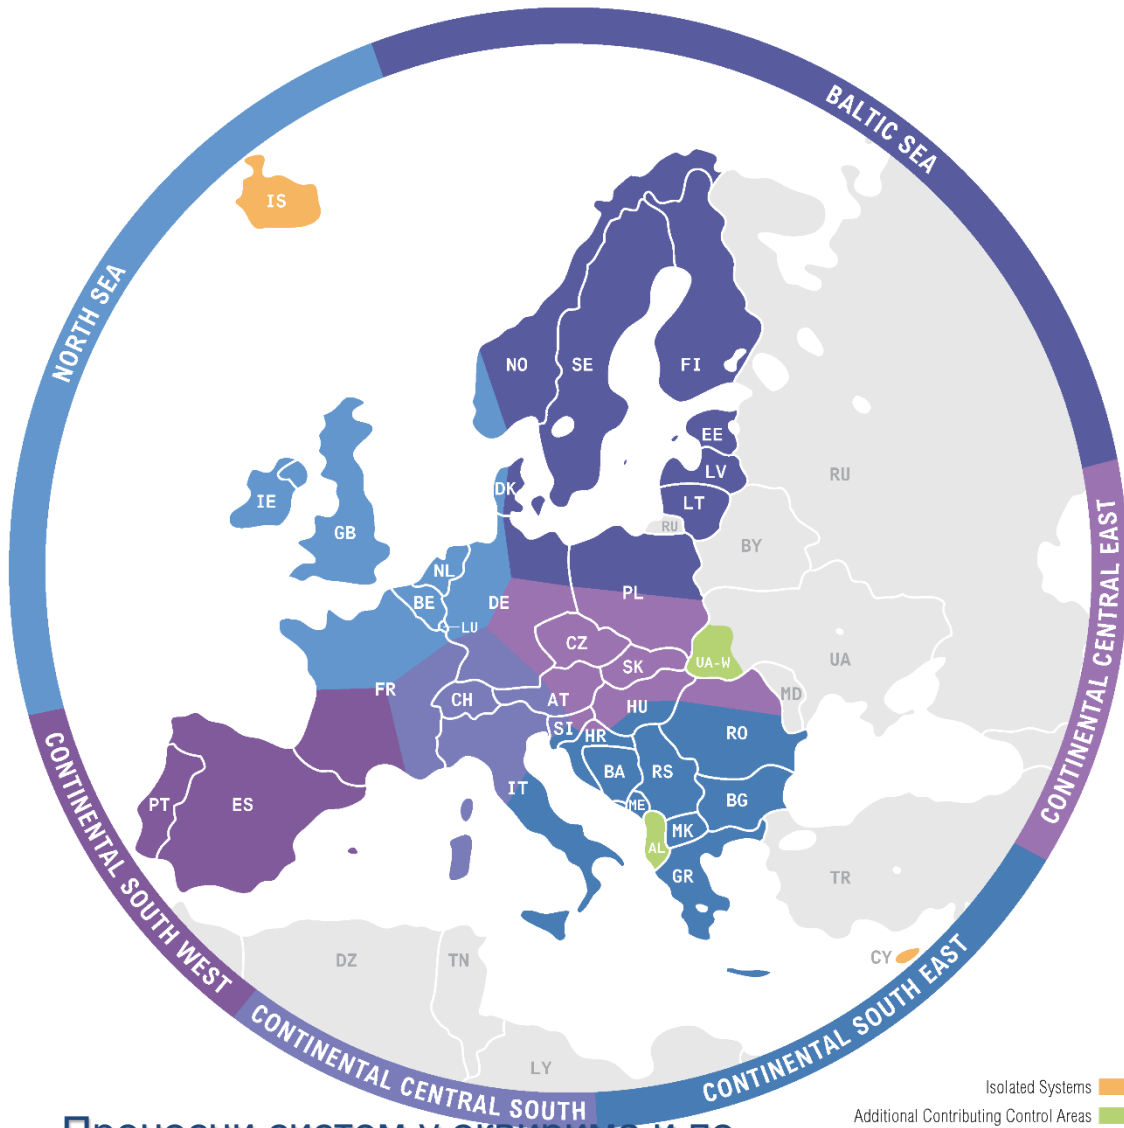 BALTIC SEA
NORTH SEA
IS
NO
SE
FI
EE
LV
LT
RU
RU
BY
DK
IE
GB
NL
BE
LU
DE
PL
CZ
SK
UA-W
UA
MD
FR
CH
AT
HU
SI
HR
RO
BA
RS
ME
BG
MK
AL
GR
IT
PT
ES
TR
CY
DZ
TN
LY
CONTINENTAL CENTRAL EAST
CONTINENTAL SOUTH WEST
CONTINENTAL CENTRAL SOUTH
CONTINENTAL SOUTH EAST
Isolated Systems
Additional Contributing Control Areas